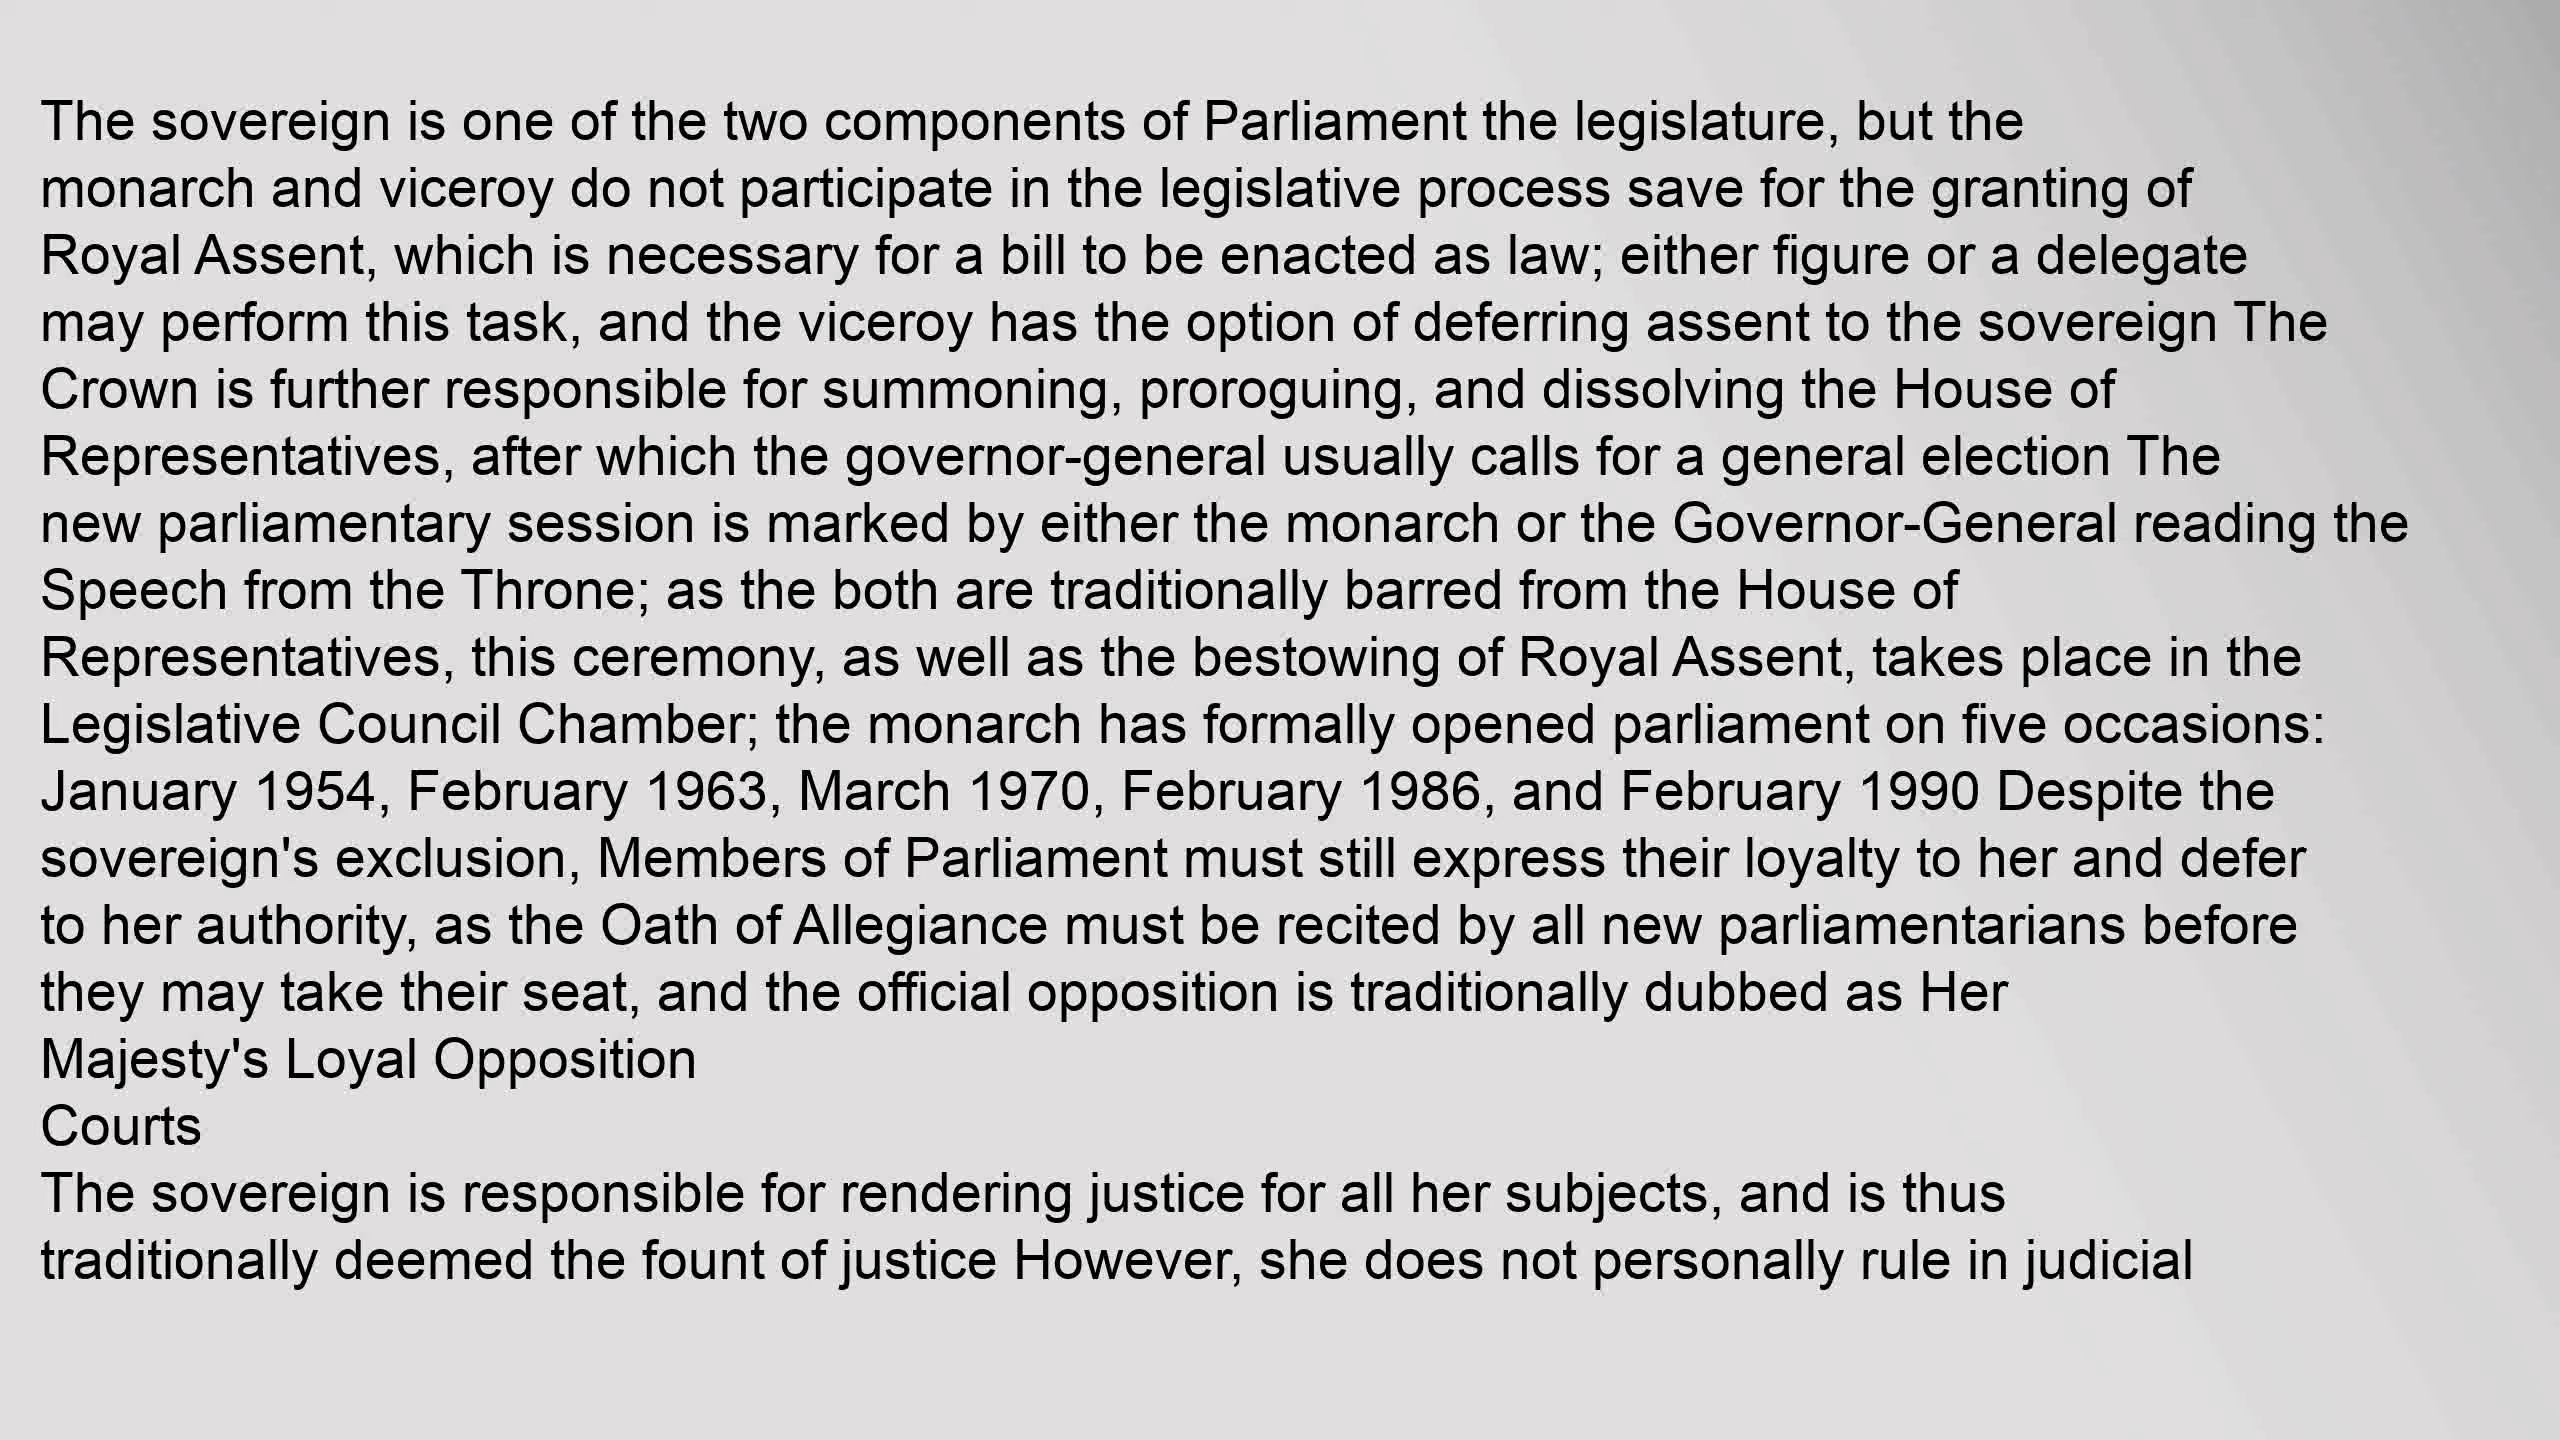 The sovereign is one of the two components of Parliament the legislature, but the
monarch and viceroy do not participate in the legislative process save for the granting of
Royal Assent, which is necessary for a bill to be enacted as law; either figure or a delegate
may perform this task, and the viceroy has the option of deferring assent to the sovereign The
Crown is further responsible for summoning, proroguing, and dissolving the House of
Representatives, after which the governor-general usually calls for a general election The
new parliamentary session is marked by either the monarch or the Governor-General reading the
Speech from the Throne; as the both are traditionally barred from the House of
Representatives, this ceremony, as well as the bestowing of Royal Assent, takes place in the
Legislative Council Chamber; the monarch has formally opened parliament on five occasions:
January 1954, February 1963, March 1970, February 1986, and February 1990 Despite the
sovereign's exclusion, Members of Parliament must still express their loyalty to her and defer
to her authority, as the Oath of Allegiance must be recited by all new parliamentarians before
they may take their seat, and the official opposition is traditionally dubbed as Her
Majesty's Loyal Opposition
Courts
The sovereign is responsible for rendering justice for all her subjects, and is thus
traditionally deemed the fount of justice However, she does not personally rule in judicial